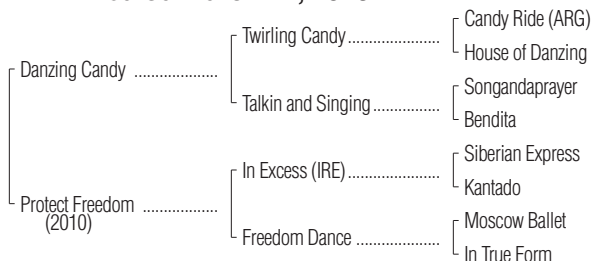 Candy Ride (ARG)
Twirling Candy..................
House of Danzing
Danzing Candy ...................
Songandaprayer
Talkin and Singing................
Bendita
Siberian Express
In Excess (IRE)......................
Kantado
Protect Freedom .................
(2010)
Moscow Ballet
Freedom Dance ...................
In True Form